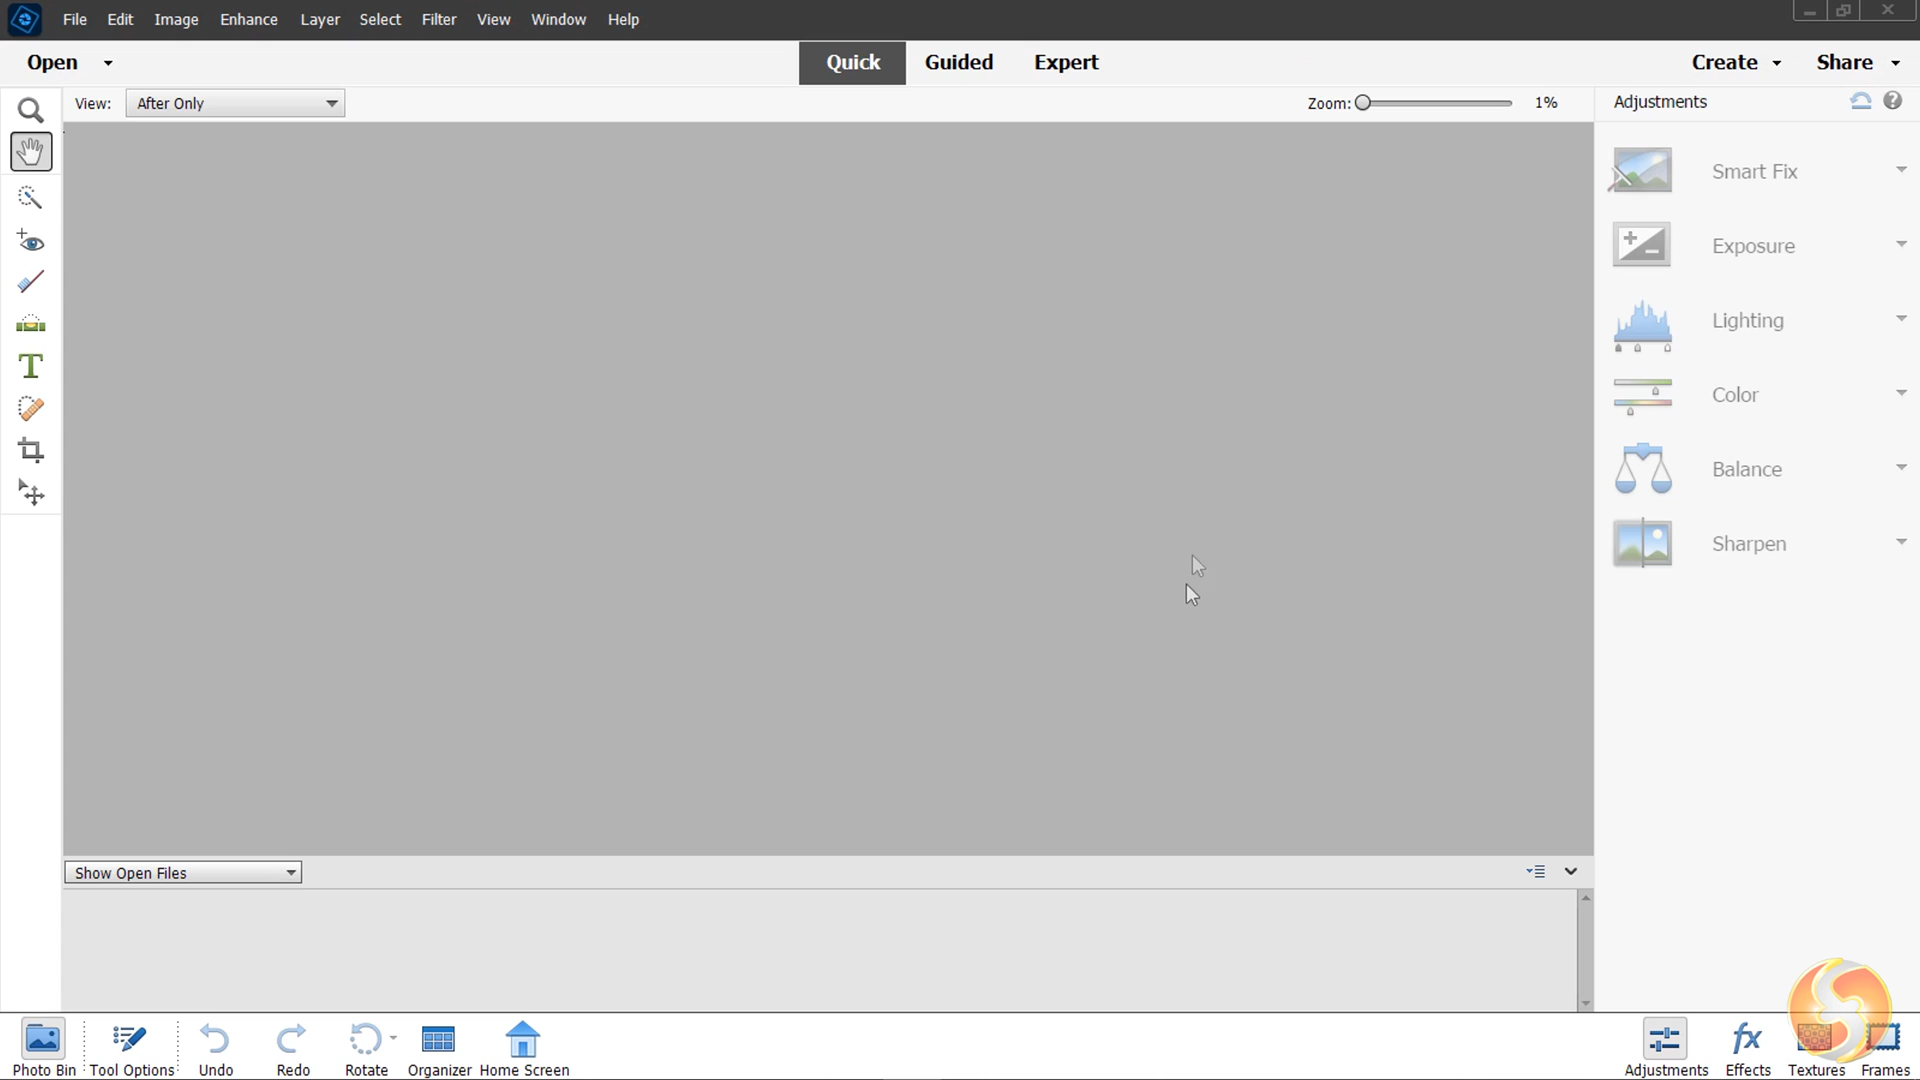 File Edit Image Enhance Layer Select Filter View Window Help
Open Quick Guided Expert Create Share
View: After Only Zoom: 1% Adjustments
Smart Fix
Exposure
Lighting
Color
Balance
Sharpen
T
Show Open Files
fx
Photo Bin Tool Options Undo Redo Rotate Organizer Home Screen Adjustments Effects Textures Frames